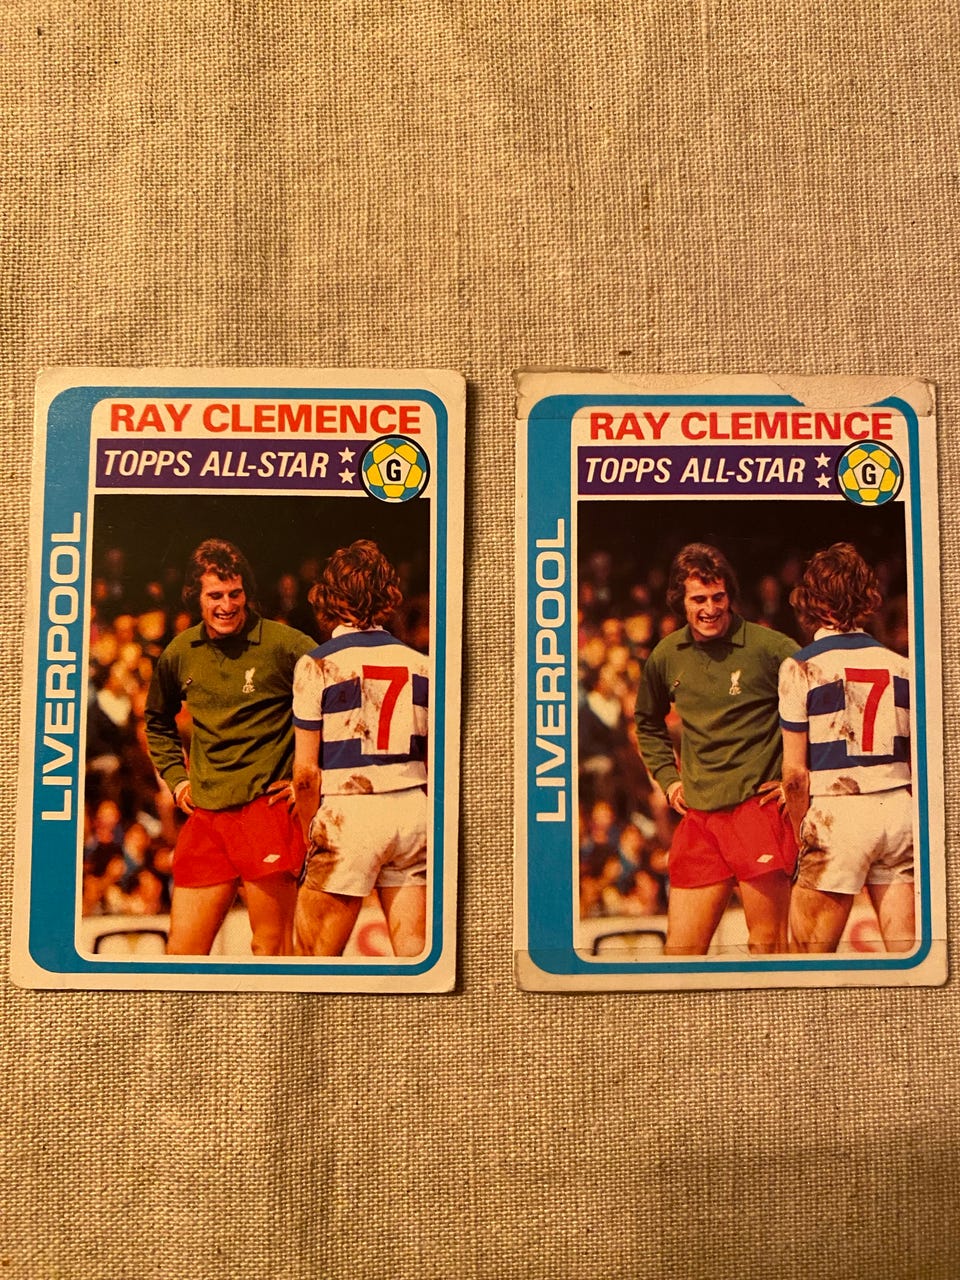 RAY CLEMENCE
TOPPS ALL-STAR
G
LIVERPOOL
7
RAY CLEMENCE
TOPPS ALL-STAR
G
LIVERPOOL
7